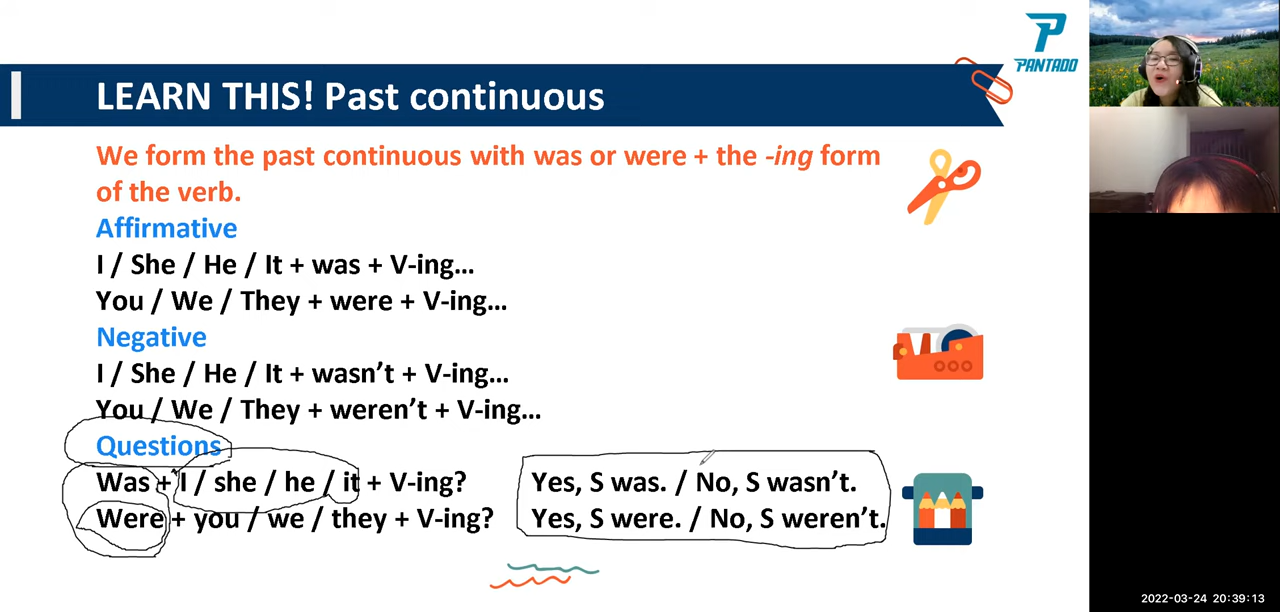 PANTADO
LEARN THIS! Past continuous
We form the past continuous with was or were + the -ing form
of the verb.
Affirmative
I / She / He / It + was + V-ing...
You / We / They + were + V-ing...
Negative
I / She / He / It + wasn't + V-ing...
You / We / They + weren't + V-ing...
Questions
Was + I / she / he / it + V-ing? Yes, S was. / No, S wasn't.
Were + you / we / they + V-ing? Yes, S were. / No, S weren't.
2022-03-24 20:39:13